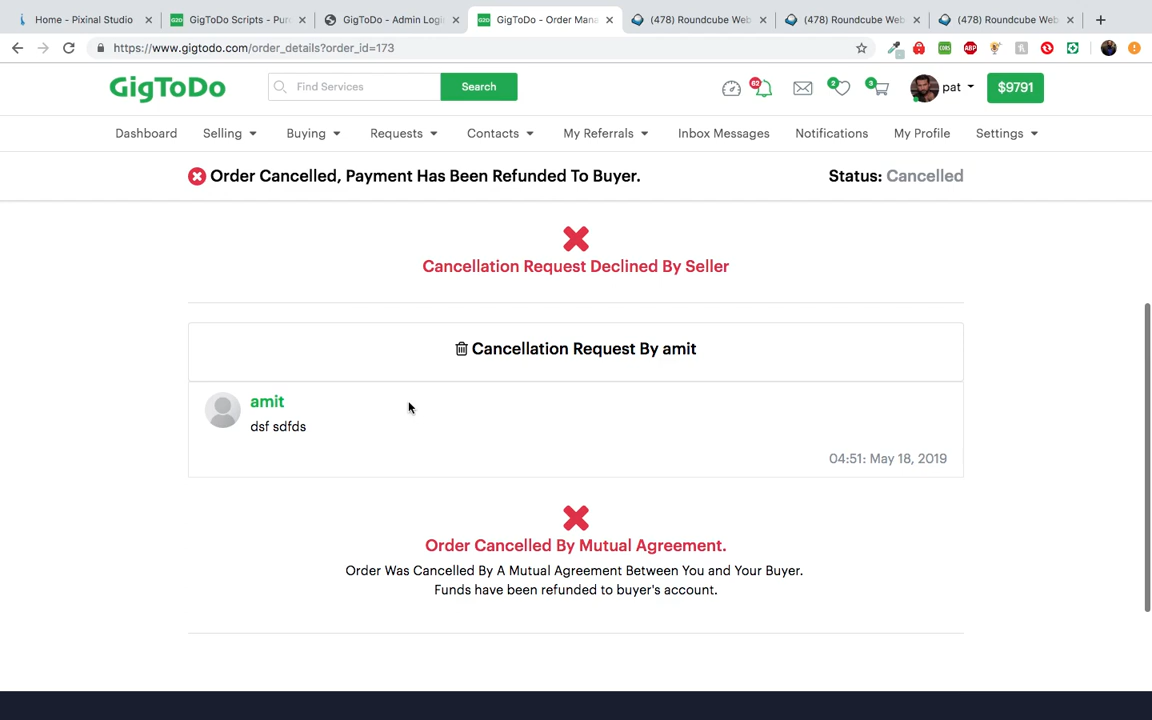 Home - Pixinal Studio
GigToDo Scripts - Pur
GigToDo - Admin Logi
GigToDo - Order Mana
(478) Roundcube Web
(478) Roundcube Web
(478) Roundcube Web
https://www.gigtodo.com/order_details?order_id=173
GigToDo
Find Services
Search
62
2
3
pat
$9791
Dashboard
Selling
Buying
Requests
Contacts
My Referrals
Inbox Messages
Notifications
My Profile
Settings
Order Cancelled, Payment Has Been Refunded To Buyer.
Status: Cancelled
Cancellation Request Declined By Seller
Cancellation Request By amit
amit
dsf sdfds
04:51: May 18, 2019
Order Cancelled By Mutual Agreement.
Order Was Cancelled By A Mutual Agreement Between You and Your Buyer.
Funds have been refunded to buyer's account.